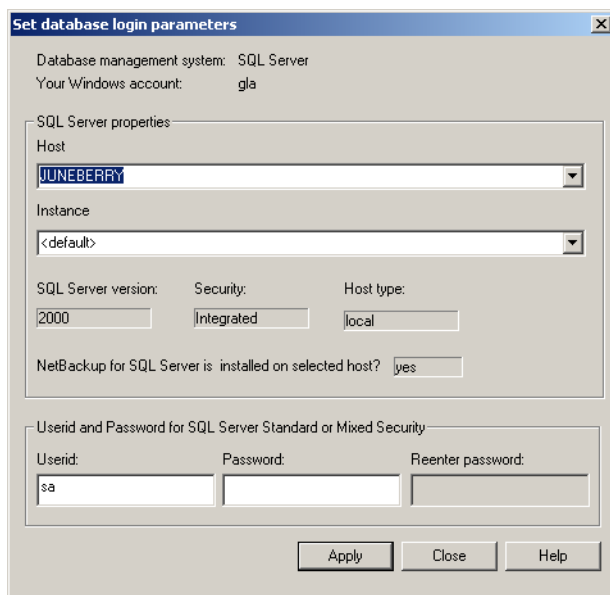 Set database login parameters
Database management system: SQL Server
Your Windows account: gla
SQL Server properties
Host
JUNEBERRY
Instance
<default>
SQL Server version: Security: Host type:
2000 Integrated local
NetBackup for SQL Server is installed on selected host? yes
Userid and Password for SQL Server Standard or Mixed Security
Userid: Password: Reenter password:
sa
Apply Close Help